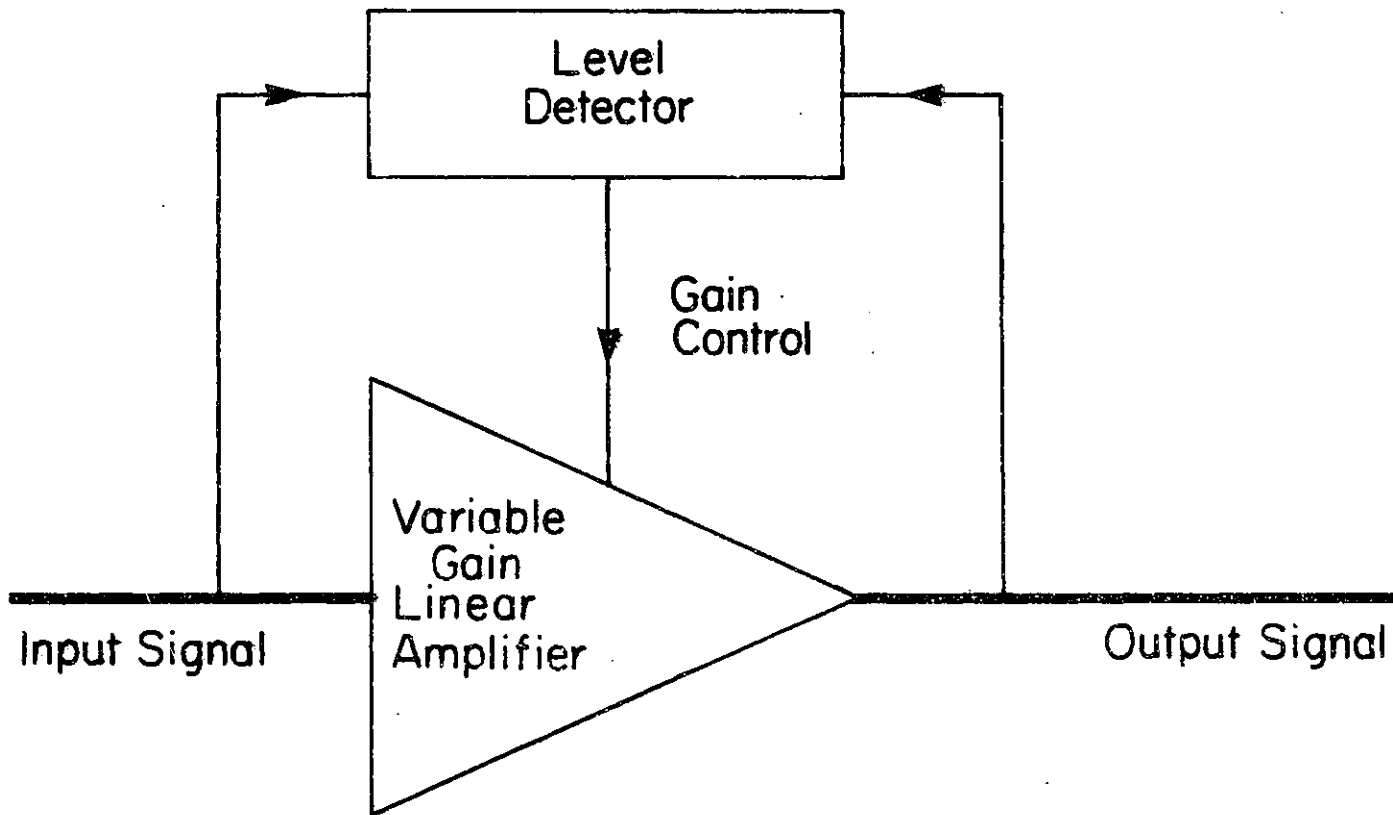 Level
Detector
Gain
Control
Variable
Gain
Linear
Amplifier
Input Signal
Output Signal